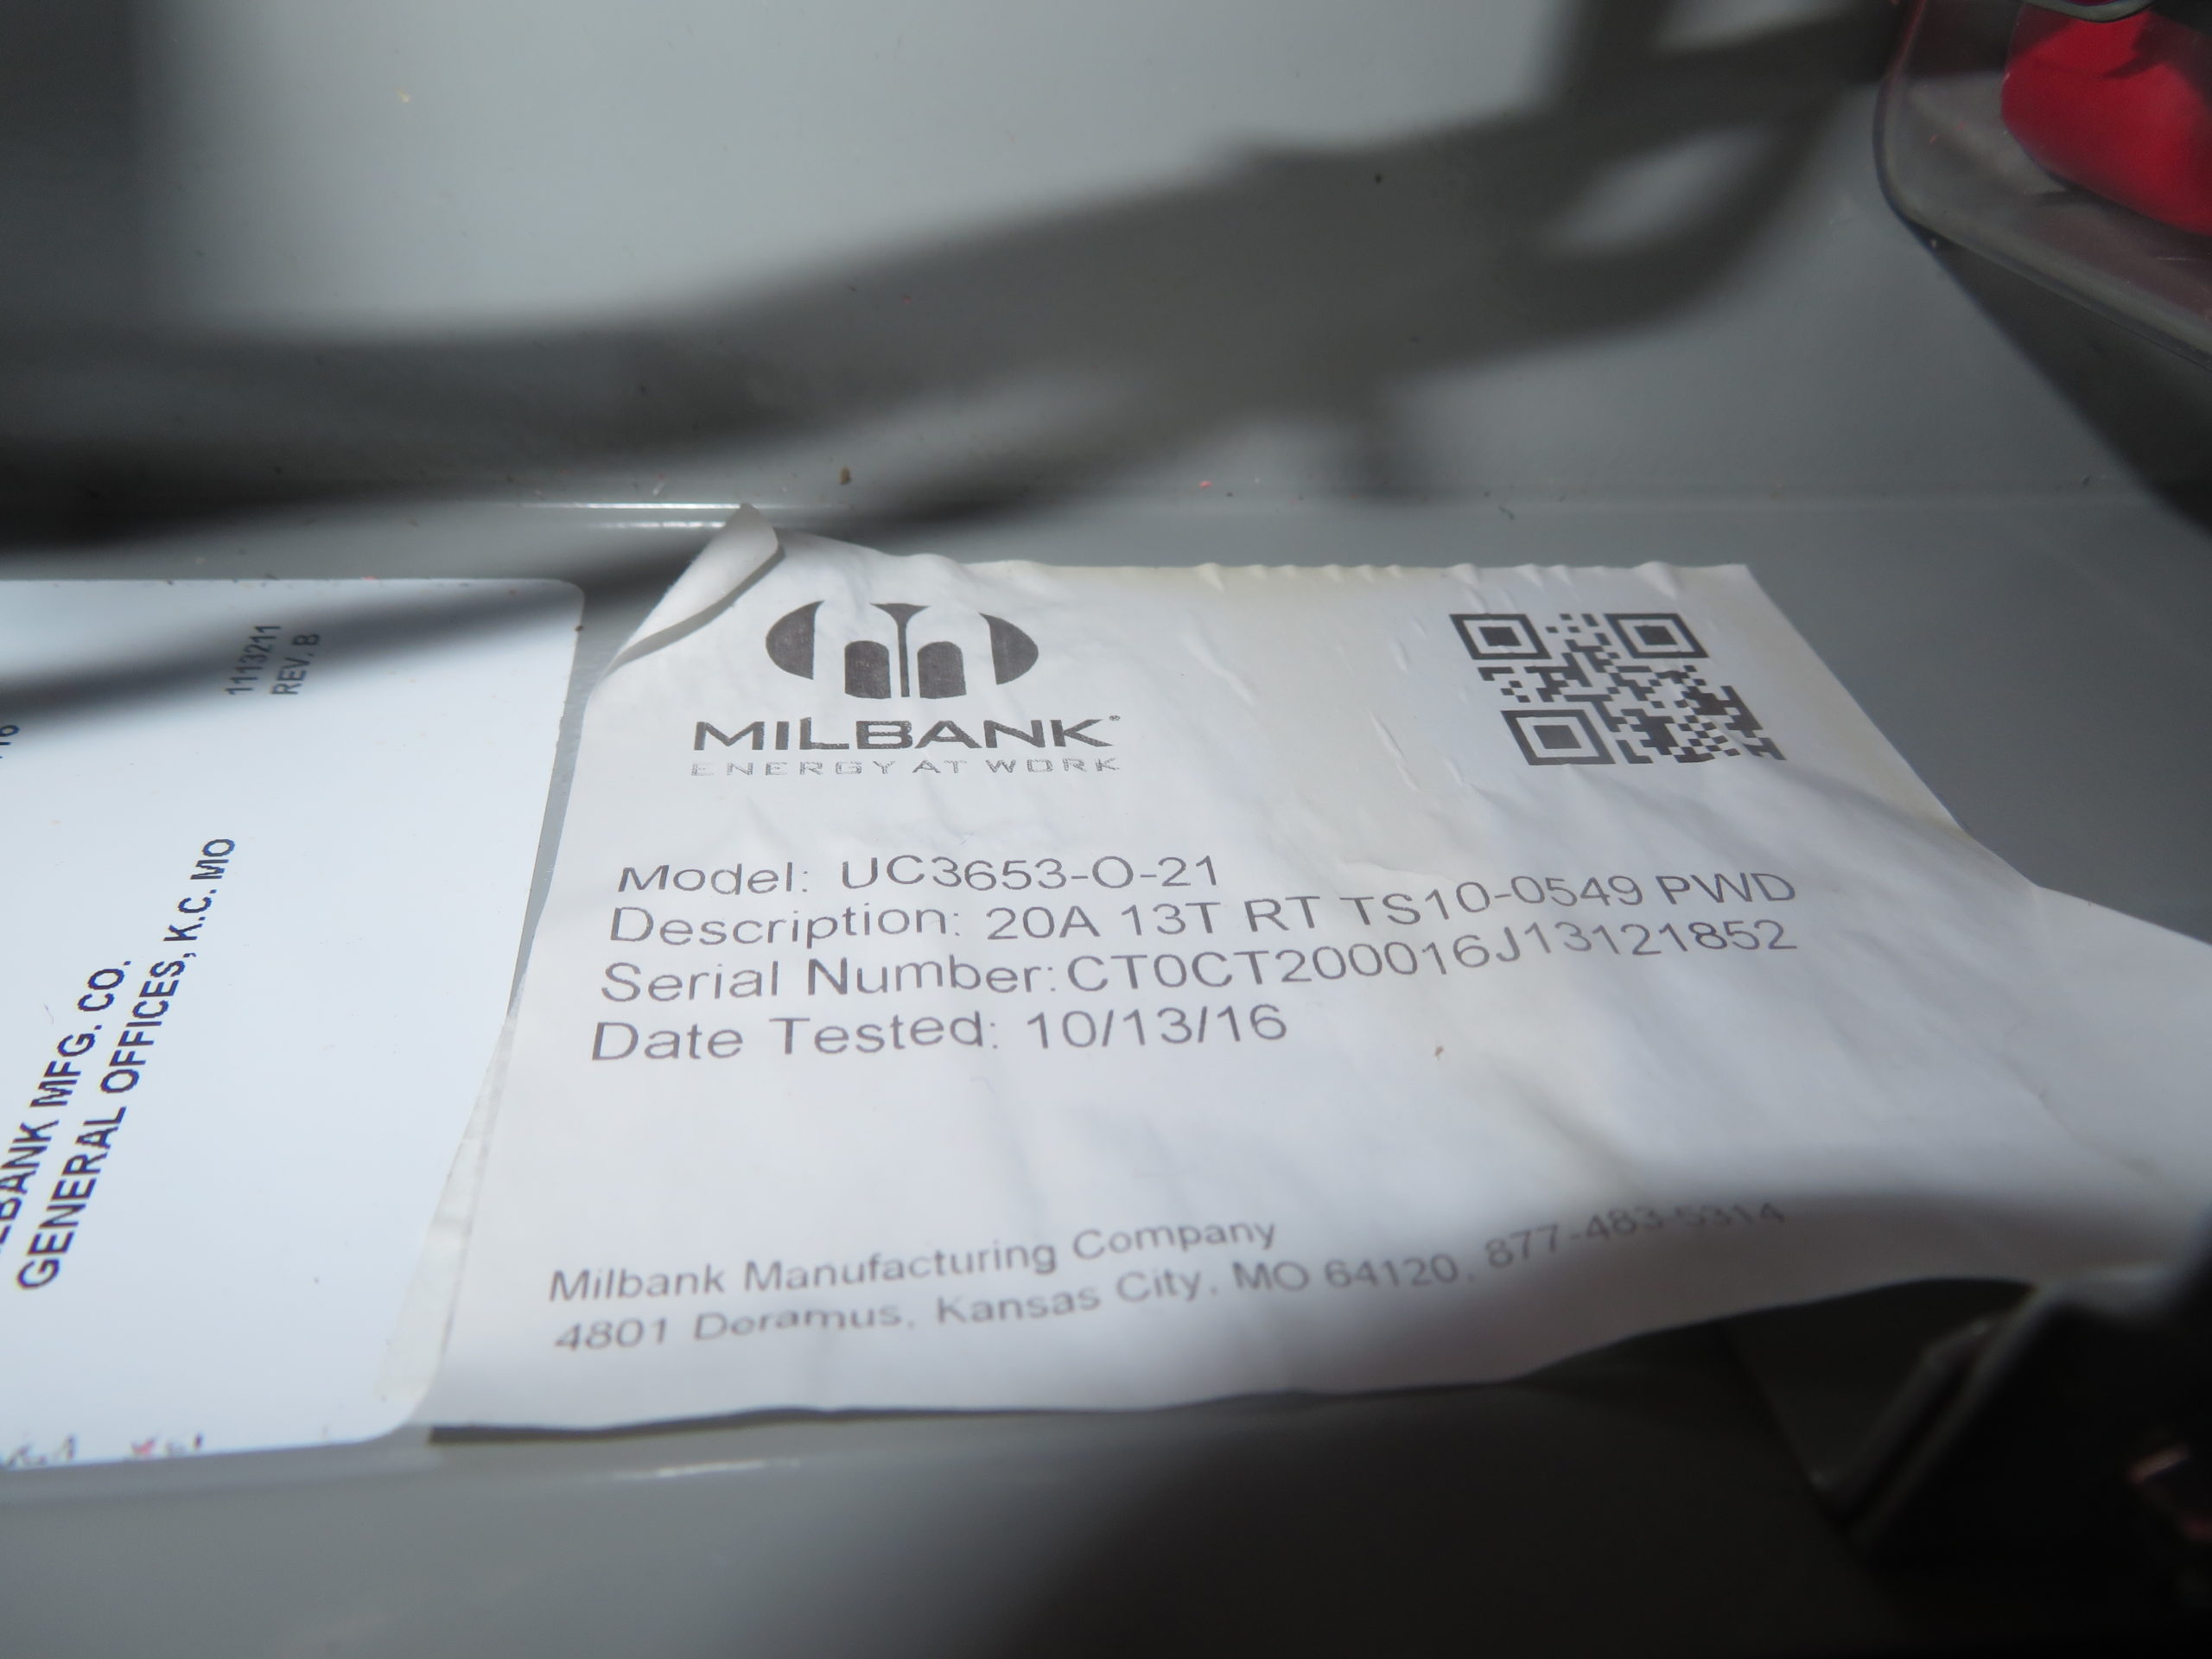 1113211
REV. B
MFG. CO.
GENERAL OFFICES, K.C. MO
MILBANK
ENERGY AT WORK
Model: UC3653-O-21
Description: 20A 13T RT TS10-0549 PWD
Serial Number: CT0CT200016J13121852
Date Tested: 10/13/16
Milbank Manufacturing Company
4801 Deramus, Kansas City, MO 64120, 877-483-5314